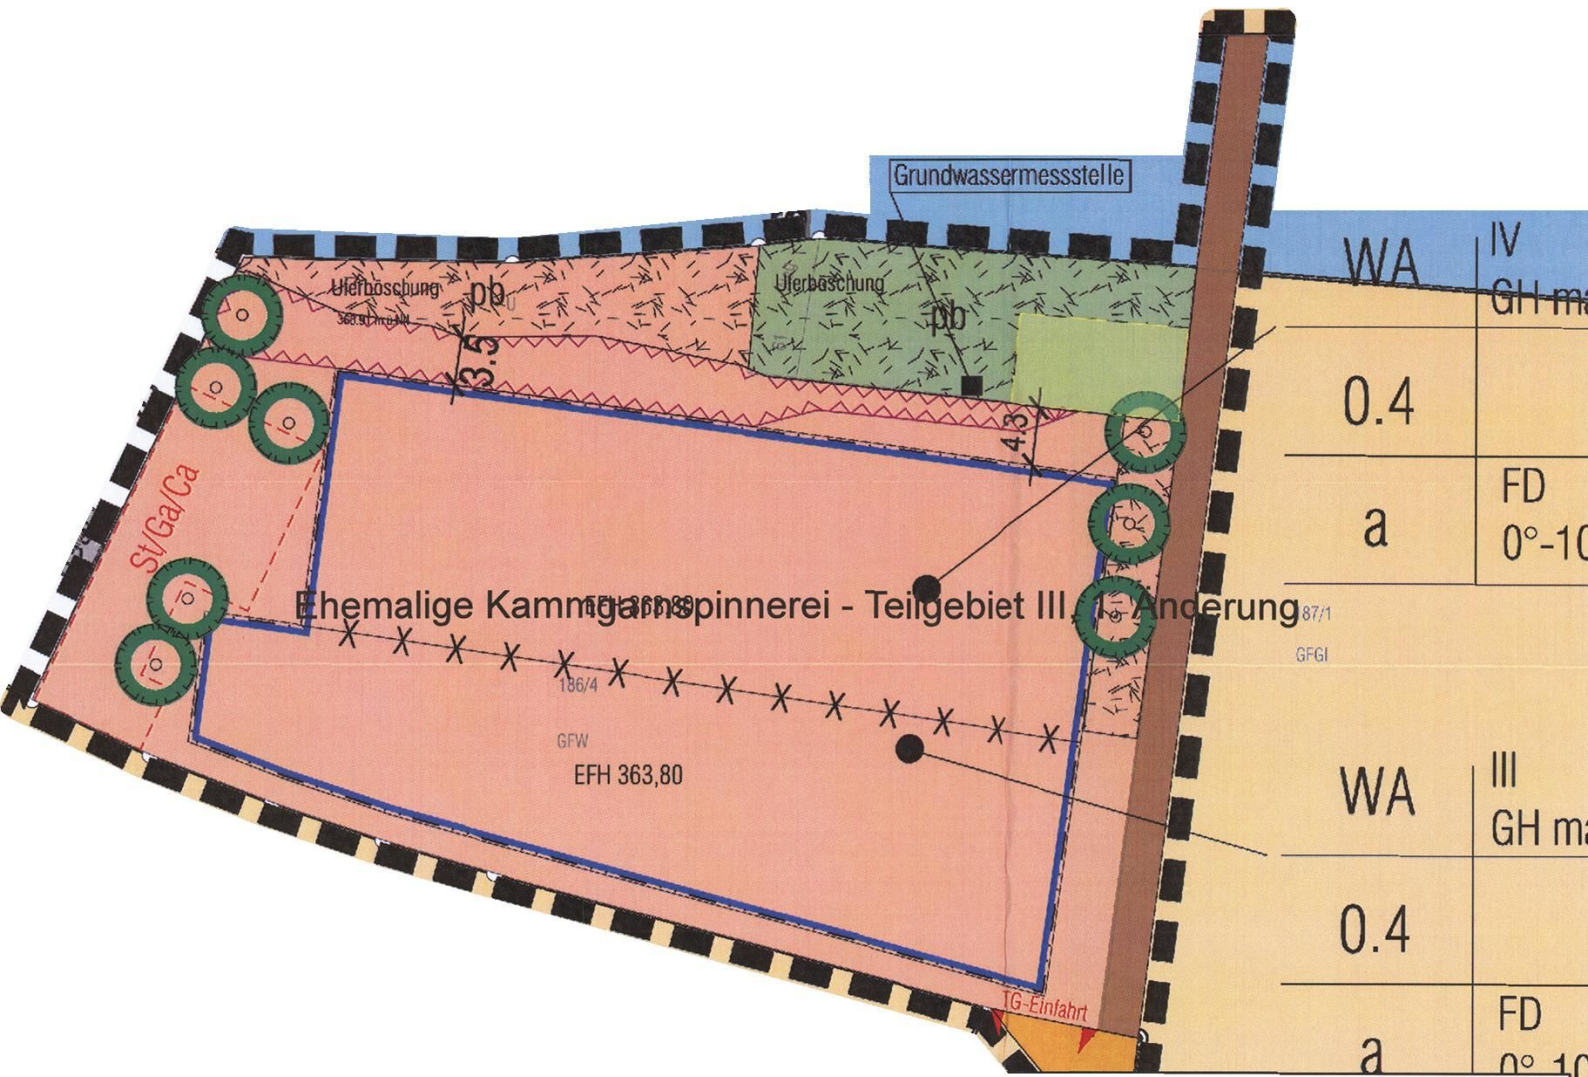 Grundwassermessstelle
WA
IV
GH ma
Uferböschung
pb
Uferböschung
pb
3.5
4.3
0.4
a
FD
0°-10
St/Ga/Ca
Ehemalige Kammgarnspinnerei - Teilgebiet III, 1. Änderung
87/1
GFGI
186/4
GFW
EFH 363,80
WA
III
GH ma
0.4
TG-Einfahrt
a
FD
0°-10